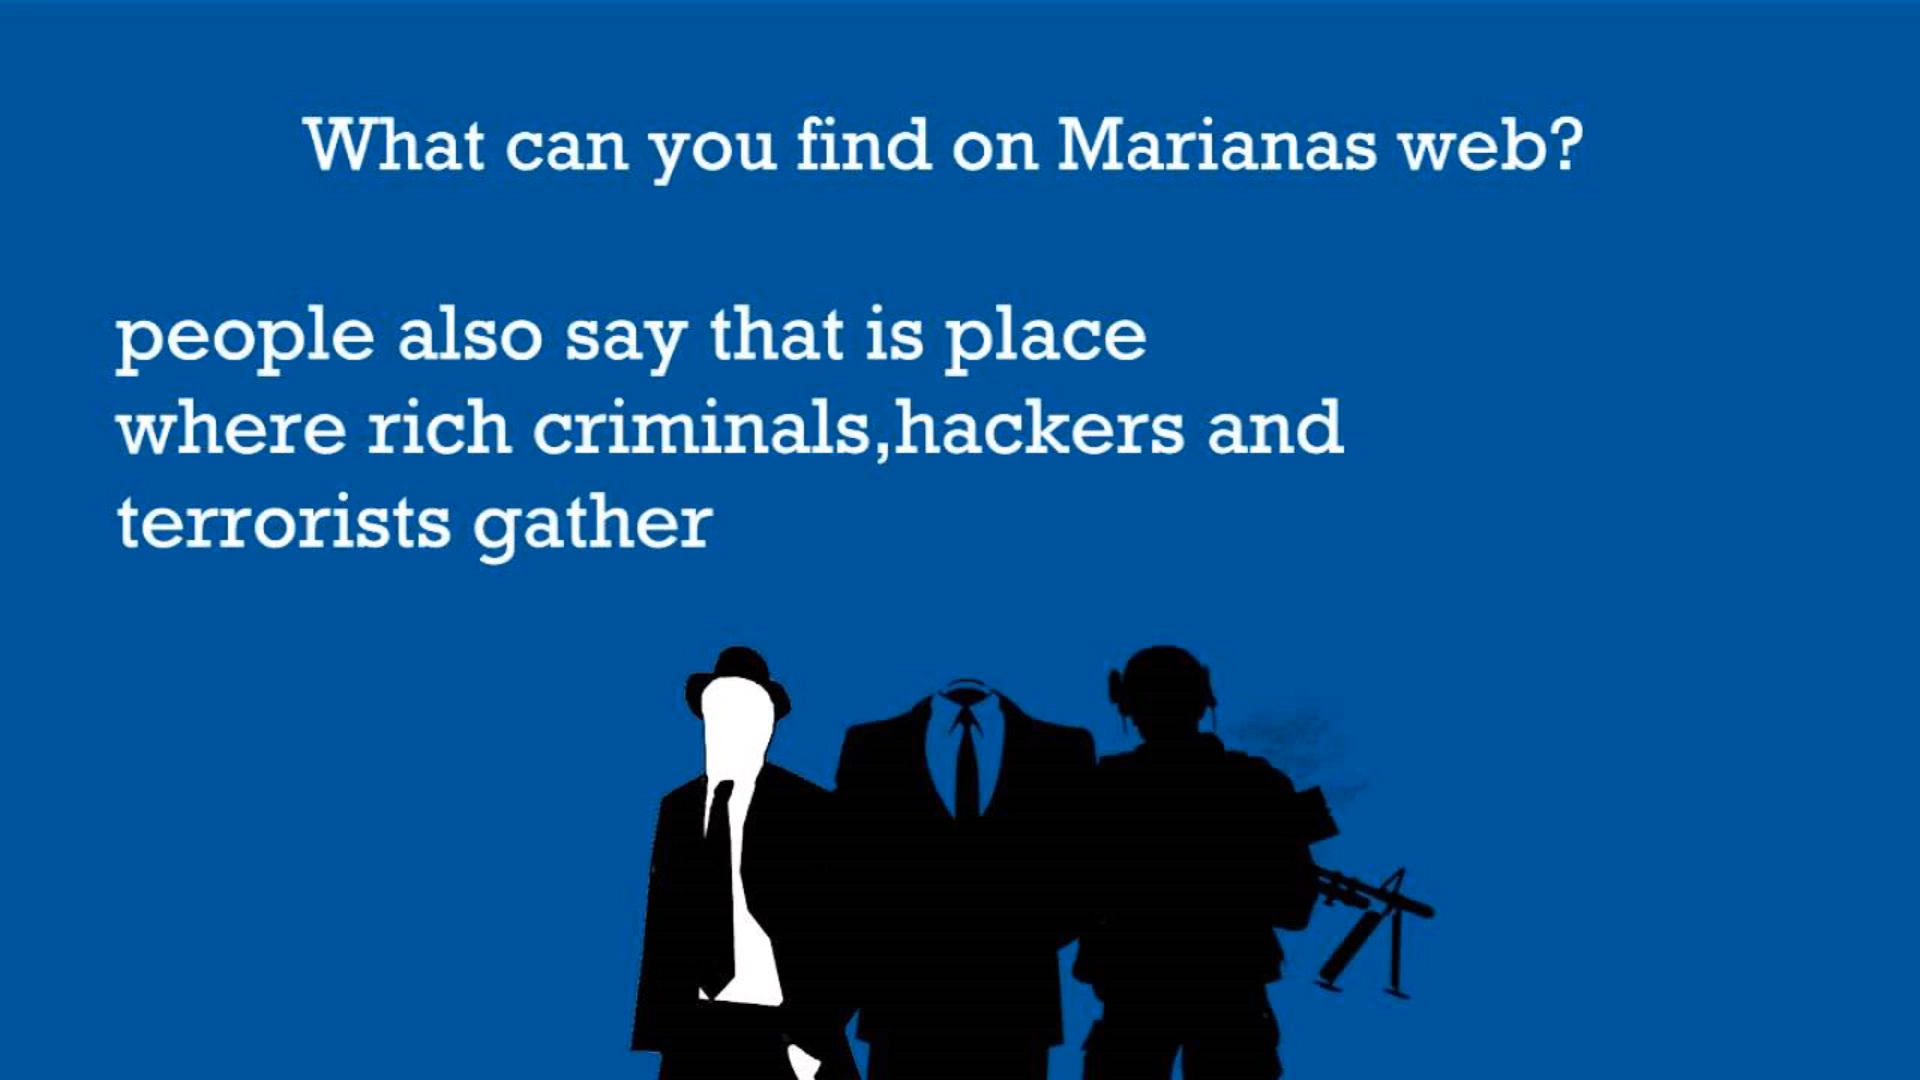 What can you find on Marianas web?
people also say that is place
where rich criminals,hackers and
terrorists gather